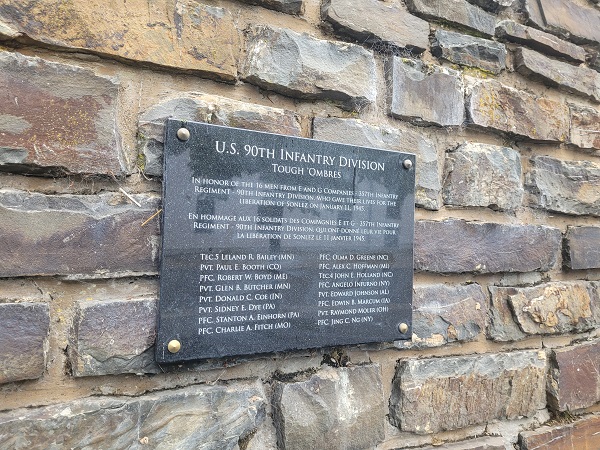 U.S. 90th Infantry Division
Tough 'Ombres
In honor of the 16 men from E and G Companies - 357th Infantry
Regiment - 90th Infantry Division, who gave their lives for the
liberation of Sonlez on January 11, 1945.
En hommage aux 16 soldats des Compagnies E et G - 357th Infantry
Regiment - 90th Infantry Division, qui ont donné leur vie pour
la libération de Sonlez le 11 janvier 1945.
Tec.5 Leland R. Bailey (MN)
Pvt. Paul E. Booth (CO)
Pfc. Robert W. Boyd (ME)
Pvt. Glen B. Butcher (MN)
Pvt. Donald C. Coe (IN)
Pvt. Sidney E. Dye (PA)
Pfc. Stanton A. Einhorn (PA)
Pfc. Charlie A. Fitch (MO)
Pfc. Olma D. Greene (NC)
Pfc. Alex G. Hoffman (MI)
Tec.4 John E. Holland (NC)
Pfc. Angelo Infurno (NY)
Pvt. Edward Johnson (AL)
Pfc. Edwin B. Marcum (IA)
Pvt. Raymond Moler (OH)
Pfc. Jing C. Ng (NY)